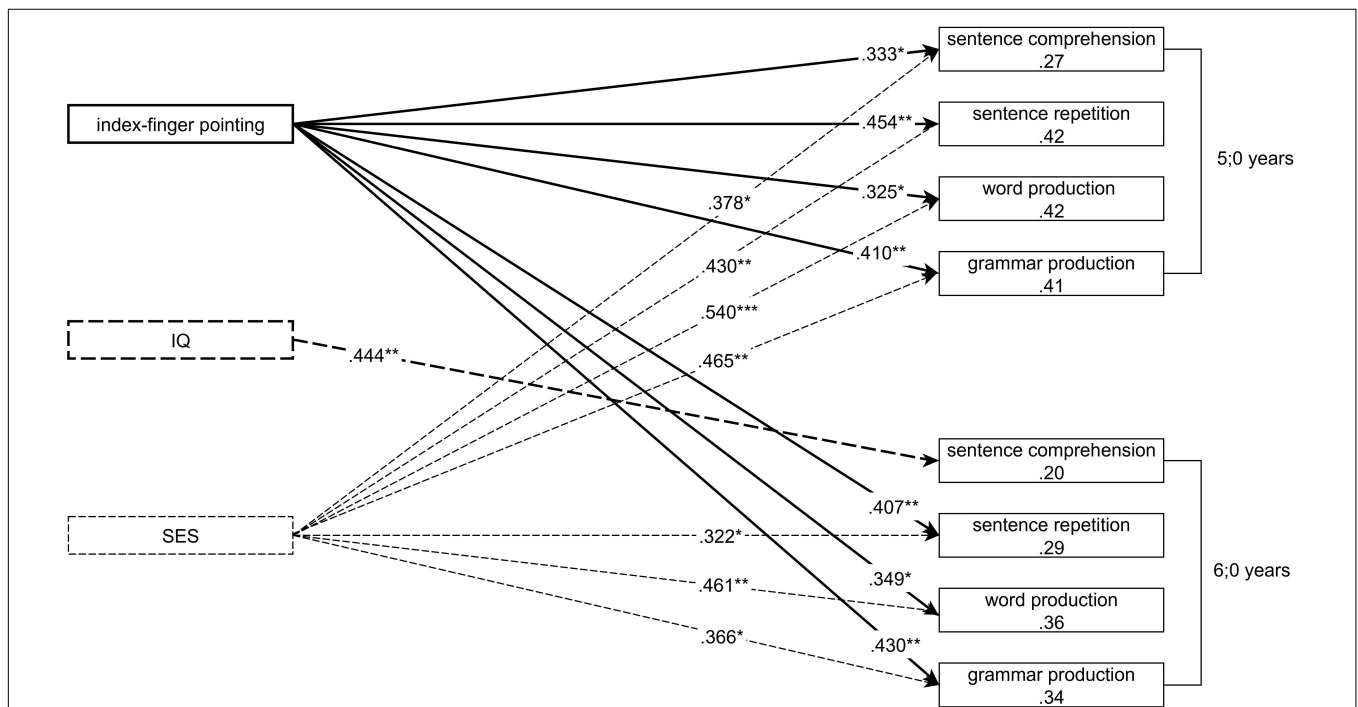 sentence comprehension
.27
.333*
index-finger pointing
sentence repetition
.42
.454**
5;0 years
word production
.42
.325*
.378*
grammar production
.41
.410**
.430**
.540***
IQ
.444**
.465**
sentence comprehension
.20
.407**
SES
.322*
sentence repetition
.29
6;0 years
.349*
.461**
word production
.36
.366*
.430**
grammar production
.34